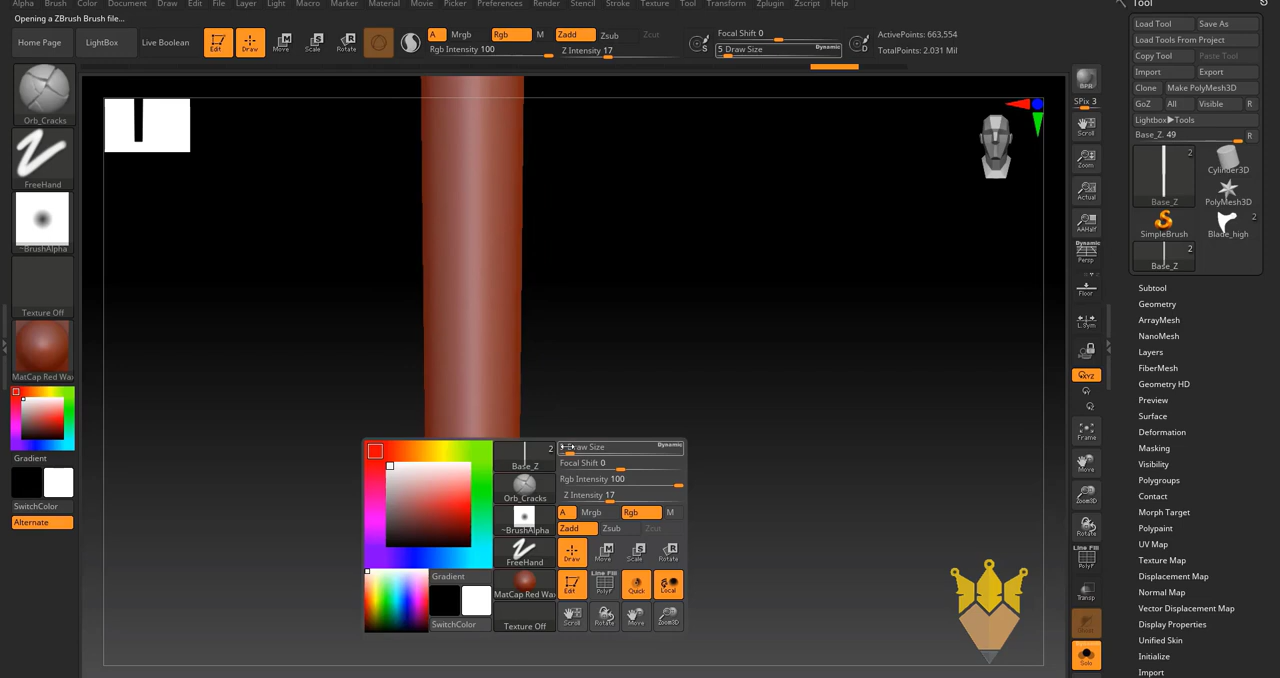 Alpha Brush Color Document Draw Edit File Layer Light Macro Marker Material Movie Picker Preferences Render Stencil Stroke Texture Tool Transform Zplugin Zscript Help
Tool
Opening a ZBrush Brush file...
Home Page
LightBox
Live Boolean
Edit
Draw
Move
Scale
Rotate
A
Mrgb
Rgb
M
Rgb Intensity 100
Zadd
Zsub
Zcut
Z Intensity 17
S
Focal Shift 0
5 Draw Size
Dynamic
D
ActivePoints: 663,554
TotalPoints: 2.031 Mil
Orb_Cracks
FreeHand
~BrushAlpha
Texture Off
MatCap Red Wax
Gradient
SwitchColor
Alternate
Base_Z
2
Orb_Cracks
~BrushAlpha
FreeHand
MatCap Red Wax
Texture Off
Gradient
SwitchColor
Draw Size
Dynamic
Focal Shift 0
Rgb Intensity 100
Z Intensity 17
A
Mrgb
Rgb
M
Zadd
Zsub
Zcut
Draw
Move
Scale
Rotate
Edit
Line Fill
PolyF
Quick
Local
Scroll
Rotate
Move
Zoom3D
BPR
SPix 3
Scroll
Zoom
Actual
AAHalf
Dynamic
Persp
Floor
L.Sym
XYZ
Frame
Move
Zoom3D
Rotate
Line Fill
PolyF
Transp
Ghost
Solo
Load Tool
Save As
Load Tools From Project
Copy Tool
Paste Tool
Import
Export
Clone
Make PolyMesh3D
GoZ
All
Visible
R
Lightbox▶Tools
Base_Z. 49
R
2
Base_Z
Cylinder3D
PolyMesh3D
SimpleBrush
Blade_high
2
Base_Z
2
Subtool
Geometry
ArrayMesh
NanoMesh
Layers
FiberMesh
Geometry HD
Preview
Surface
Deformation
Masking
Visibility
Polygroups
Contact
Morph Target
Polypaint
UV Map
Texture Map
Displacement Map
Normal Map
Vector Displacement Map
Display Properties
Unified Skin
Initialize
Import